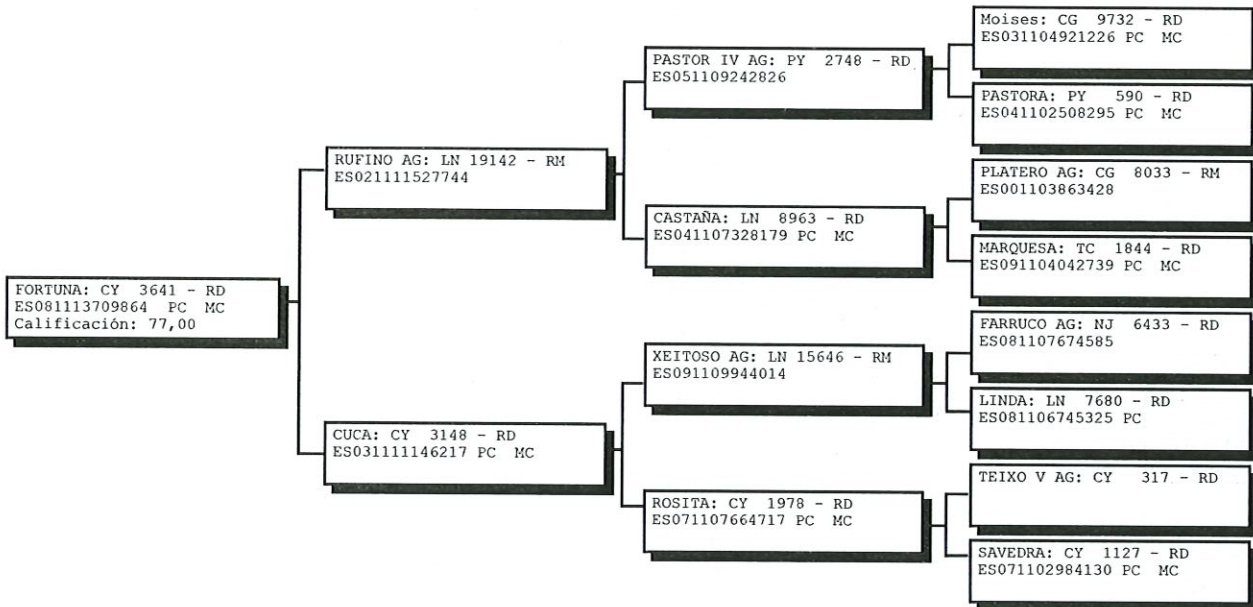 Moises: CG 9732 - RD
ES031104921226 PC MC
PASTOR IV AG: PY 2748 - RD
ES051109242826
PASTORA: PY 590 - RD
ES041102508295 PC MC
RUFINO AG: LN 19142 - RM
ES021111527744
PLATERO AG: CG 8033 - RM
ES001103863428
CASTAÑA: LN 8963 - RD
ES041107328179 PC MC
MARQUESA: TC 1844 - RD
ES091104042739 PC MC
FORTUNA: CY 3641 - RD
ES081113709864 PC MC
Calificación: 77,00
FARRUCO AG: NJ 6433 - RD
ES081107674585
XEITOSO AG: LN 15646 - RM
ES091109944014
LINDA: LN 7680 - RD
ES081106745325 PC
CUCA: CY 3148 - RD
ES031111146217 PC MC
TEIXO V AG: CY 317 - RD
ROSITA: CY 1978 - RD
ES071107664717 PC MC
SAVEDRA: CY 1127 - RD
ES071102984130 PC MC